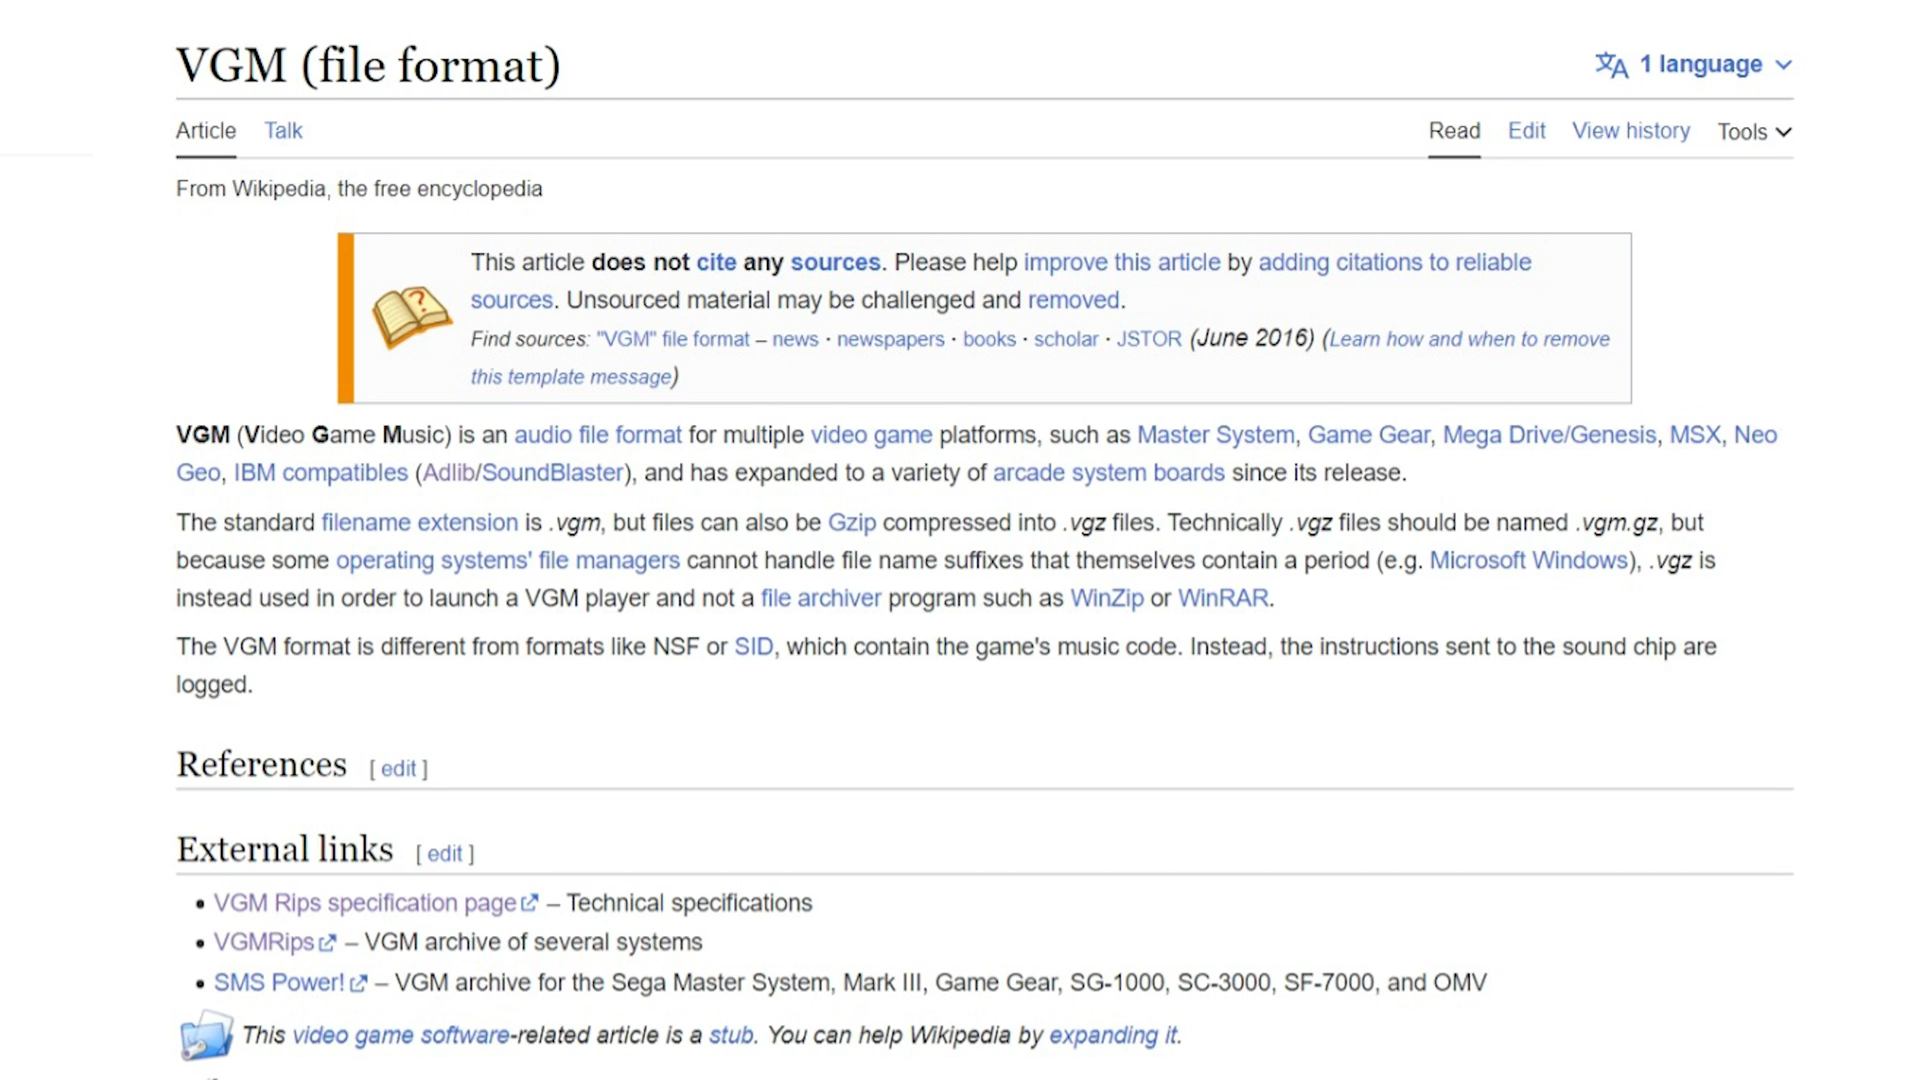 VGM (file format)
1 language
Article Talk Read Edit View history Tools
From Wikipedia, the free encyclopedia
This article does not cite any sources. Please help improve this article by adding citations to reliable
sources. Unsourced material may be challenged and removed.
Find sources: "VGM" file format – news · newspapers · books · scholar · JSTOR (June 2016) (Learn how and when to remove
this template message)
VGM (Video Game Music) is an audio file format for multiple video game platforms, such as Master System, Game Gear, Mega Drive/Genesis, MSX, Neo
Geo, IBM compatibles (Adlib/SoundBlaster), and has expanded to a variety of arcade system boards since its release.
The standard filename extension is .vgm, but files can also be Gzip compressed into .vgz files. Technically .vgz files should be named .vgm.gz, but
because some operating systems' file managers cannot handle file name suffixes that themselves contain a period (e.g. Microsoft Windows), .vgz is
instead used in order to launch a VGM player and not a file archiver program such as WinZip or WinRAR.
The VGM format is different from formats like NSF or SID, which contain the game's music code. Instead, the instructions sent to the sound chip are
logged.
References [ edit ]
External links [ edit ]
• VGM Rips specification page – Technical specifications
• VGMRips – VGM archive of several systems
• SMS Power! – VGM archive for the Sega Master System, Mark III, Game Gear, SG-1000, SC-3000, SF-7000, and OMV
This video game software-related article is a stub. You can help Wikipedia by expanding it.